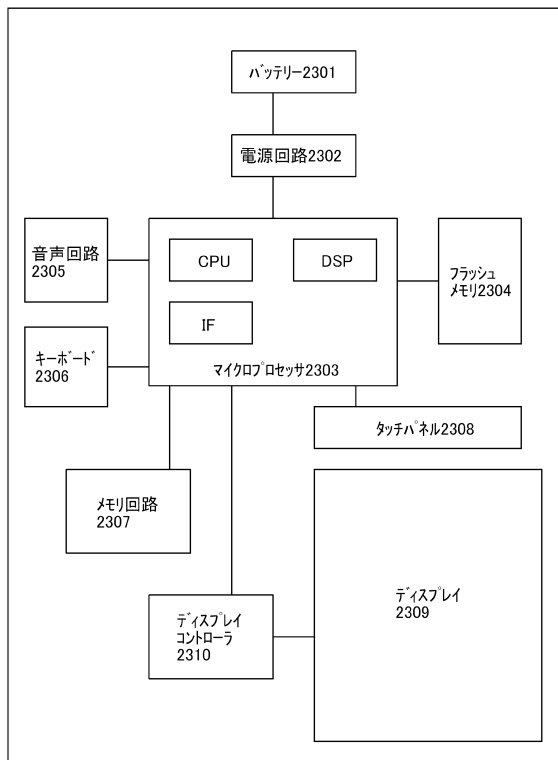 バッテリー2301
電源回路2302
音声回路
2305
CPU
DSP
フラッシュ
メモリ2304
IF
キーボード
2306
マイクロプロセッサ2303
タッチパネル2308
メモリ回路
2307
ディスプレイ
2309
ディスプレイ
コントローラ
2310